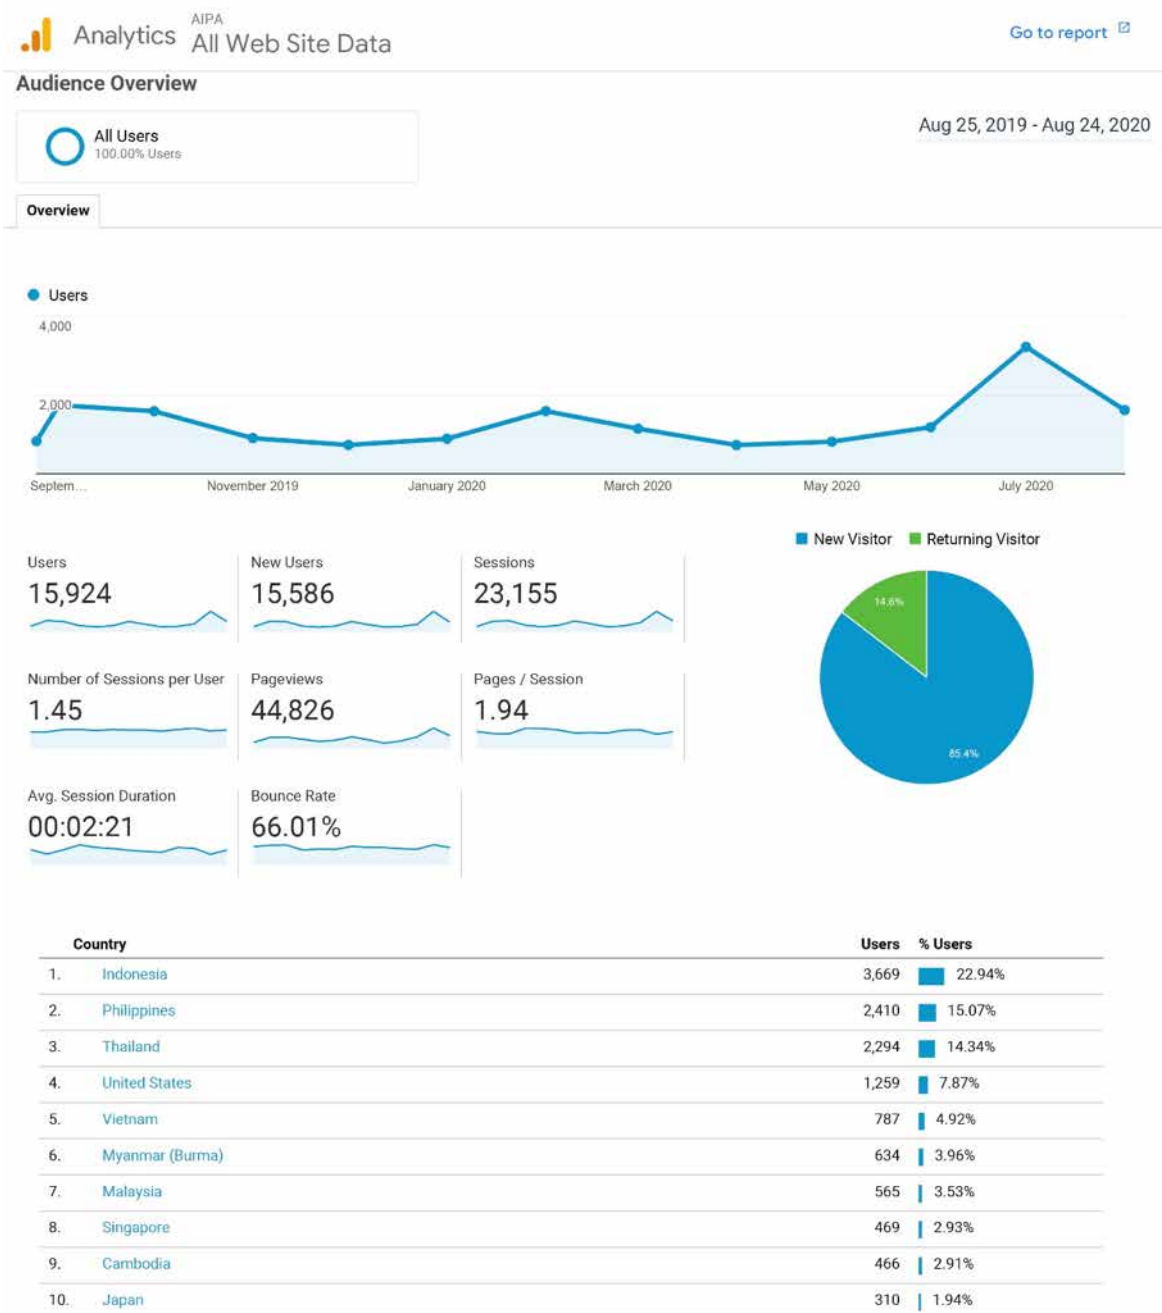 Analytics
AIPA
All Web Site Data
Go to report
Audience Overview
All Users
100.00% Users
Aug 25, 2019 - Aug 24, 2020
Overview
Users
4,000
2,000
Septem...
November 2019
January 2020
March 2020
May 2020
July 2020
New Visitor
Returning Visitor
14.6%
85.4%
Users
15,924
New Users
15,586
Sessions
23,155
Number of Sessions per User
1.45
Pageviews
44,826
Pages / Session
1.94
Avg. Session Duration
00:02:21
Bounce Rate
66.01%
Country Users % Users
1. Indonesia 3,669 22.94%
2. Philippines 2,410 15.07%
3. Thailand 2,294 14.34%
4. United States 1,259 7.87%
5. Vietnam 787 4.92%
6. Myanmar (Burma) 634 3.96%
7. Malaysia 565 3.53%
8. Singapore 469 2.93%
9. Cambodia 466 2.91%
10. Japan 310 1.94%